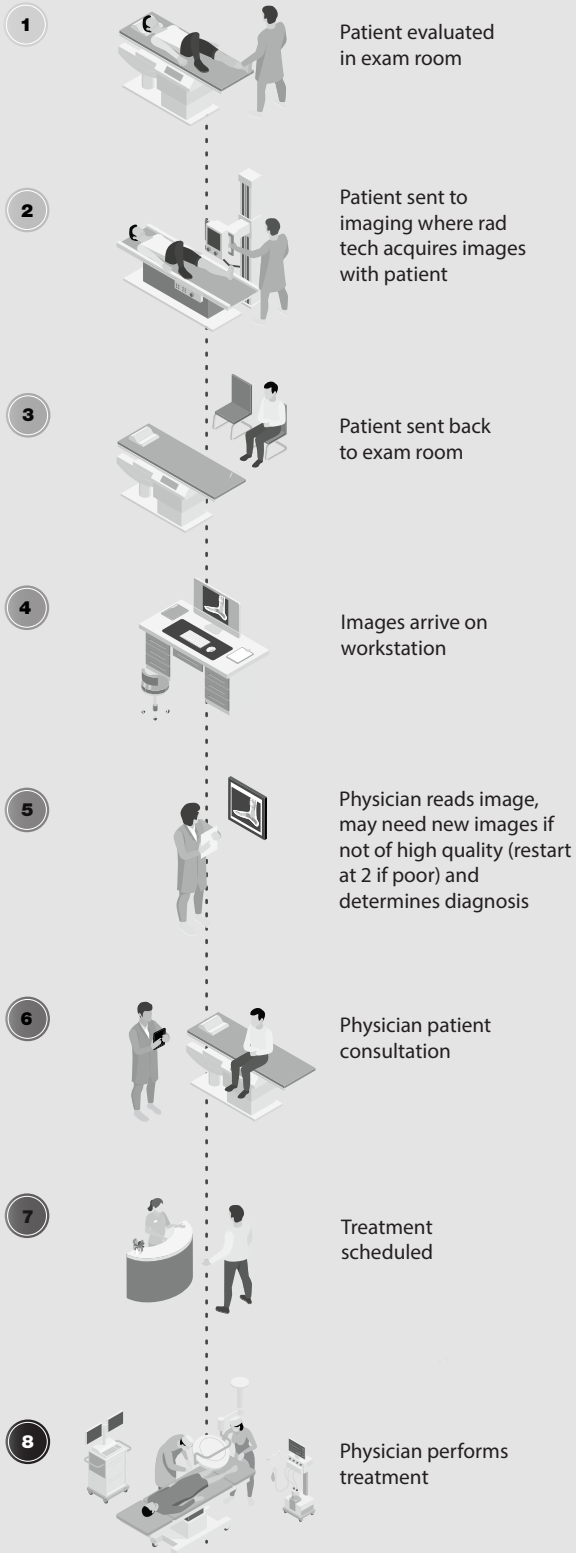 1
Patient evaluated
in exam room
2
Patient sent to
imaging where rad
tech acquires images
with patient
3
Patient sent back
to exam room
4
Images arrive on
workstation
5
Physician reads image,
may need new images if
not of high quality (restart
at 2 if poor) and
determines diagnosis
6
Physician patient
consultation
7
Treatment
scheduled
8
Physician performs
treatment